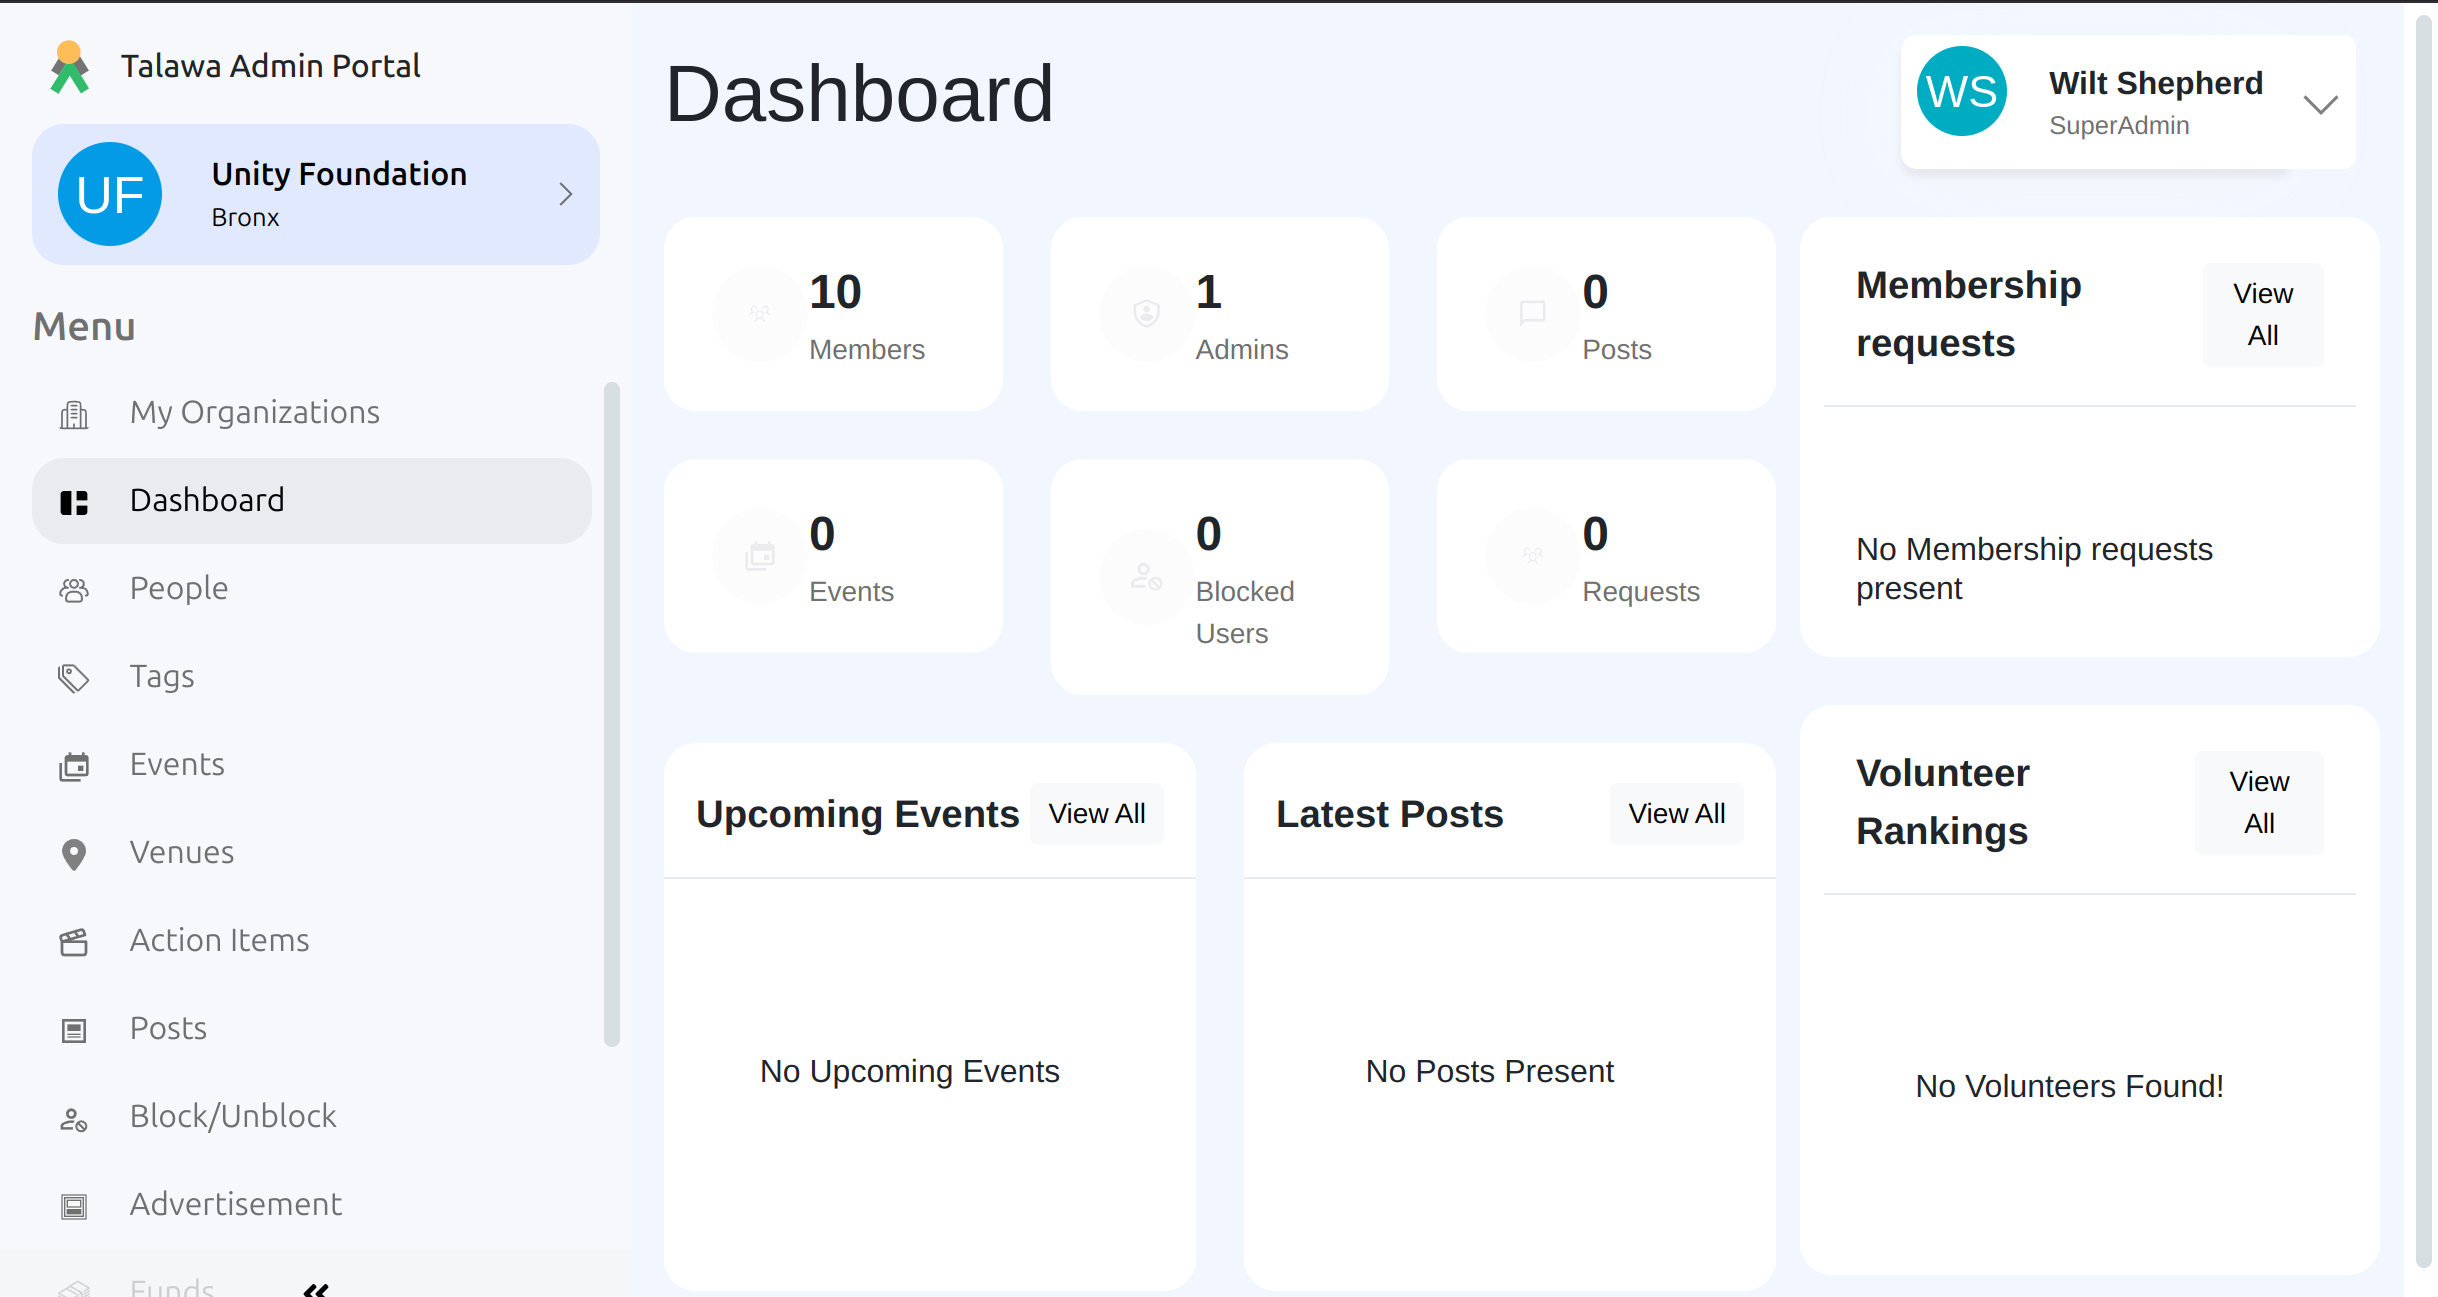 Talawa Admin Portal
UF
Unity Foundation
Bronx
Menu
My Organizations
Dashboard
People
Tags
Events
Venues
Action Items
Posts
Block/Unblock
Advertisement
Funds
Dashboard
WS
Wilt Shepherd
SuperAdmin
10
Members
1
Admins
0
Posts
0
Events
0
Blocked
Users
0
Requests
Membership
requests
View
All
No Membership requests
present
Upcoming Events
View All
No Upcoming Events
Latest Posts
View All
No Posts Present
Volunteer
Rankings
View
All
No Volunteers Found!